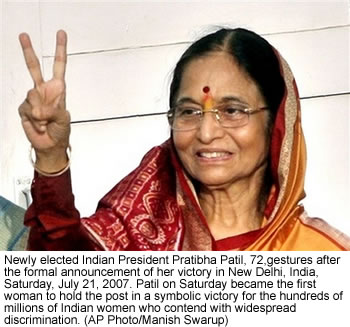 Newly elected Indian President Pratibha Patil, 72,gestures after
the formal announcement of her victory in New Delhi, India,
Saturday, July 21, 2007. Patil on Saturday became the first
woman to hold the post in a symbolic victory for the hundreds of
millions of Indian women who contend with widespread
discrimination. (AP Photo/Manish Swarup)